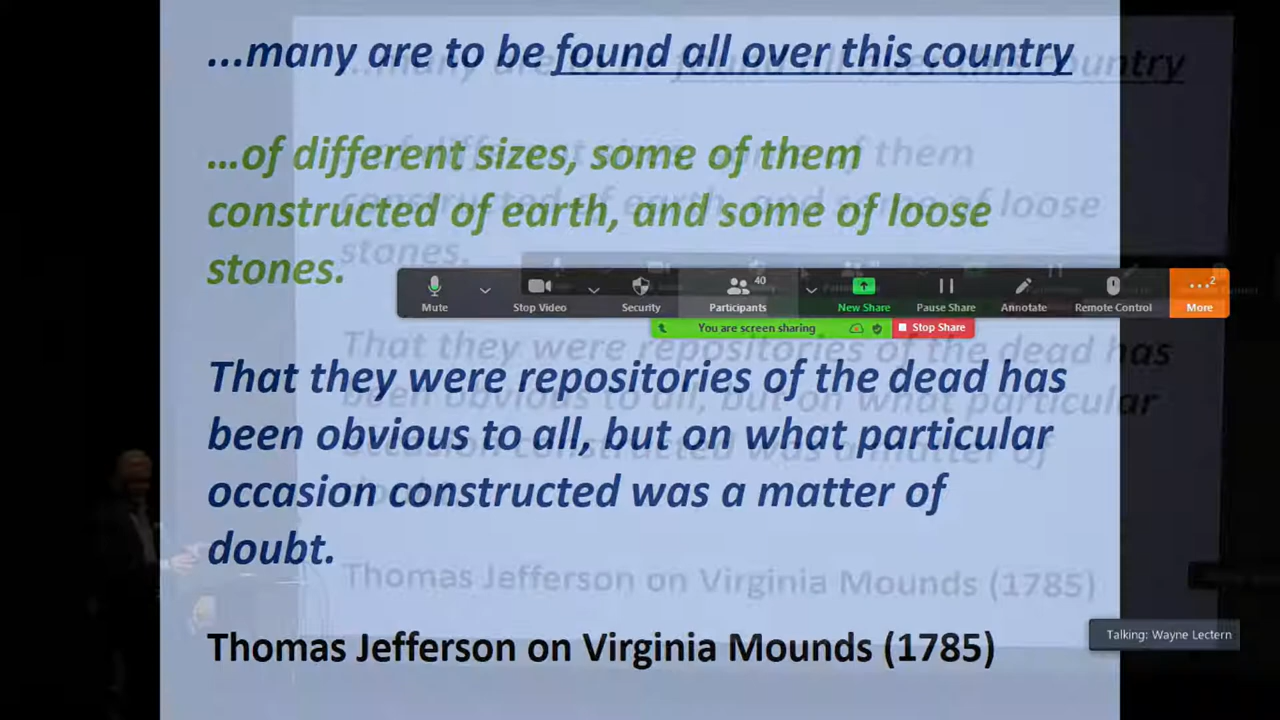 ...many are to be found all over this country
...of different sizes, some of them
constructed of earth, and some of loose
stones.
40
2
Mute
Stop Video
Security
Participants
New Share
Pause Share
Annotate
Remote Control
More
You are screen sharing
Stop Share
That they were repositories of the dead has
been obvious to all, but on what particular
occasion constructed was a matter of
doubt.
Thomas Jefferson on Virginia Mounds (1785)
Talking: Wayne Lectern